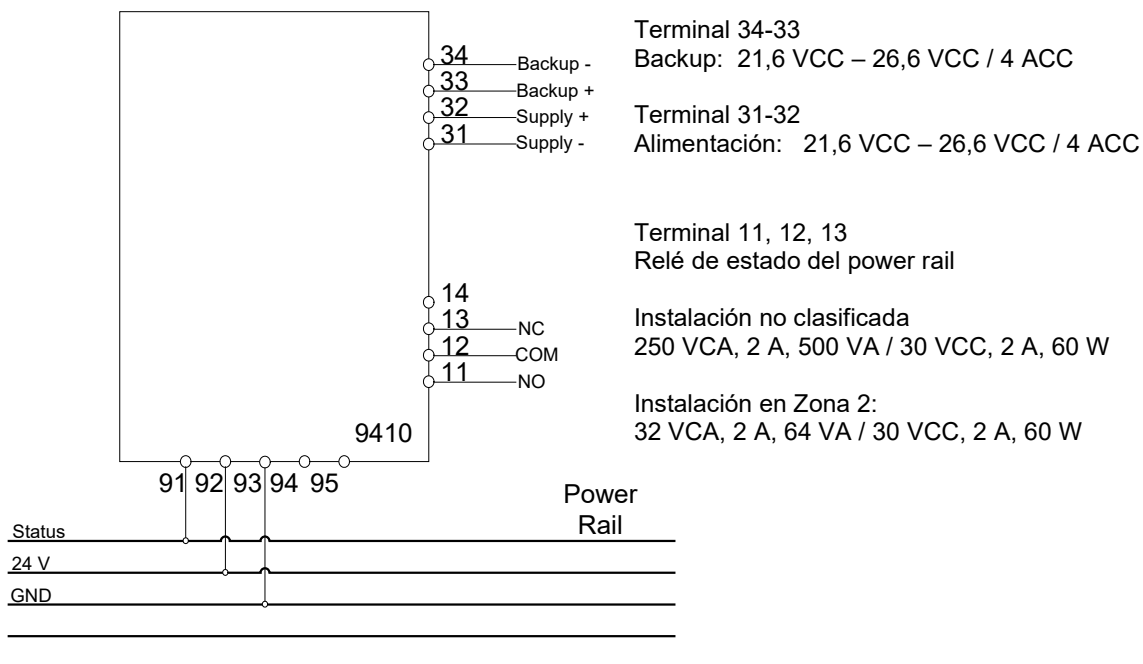 34
Backup -
33
Backup +
32
Supply +
31
Supply -
14
13
NC
12
COM
11
NO
9410
91 92 93 94 95
Power
Rail
Status
24 V
GND
Terminal 34-33
Backup: 21,6 VCC – 26,6 VCC / 4 ACC
Terminal 31-32
Alimentación: 21,6 VCC – 26,6 VCC / 4 ACC
Terminal 11, 12, 13
Relé de estado del power rail
Instalación no clasificada
250 VCA, 2 A, 500 VA / 30 VCC, 2 A, 60 W
Instalación en Zona 2:
32 VCA, 2 A, 64 VA / 30 VCC, 2 A, 60 W